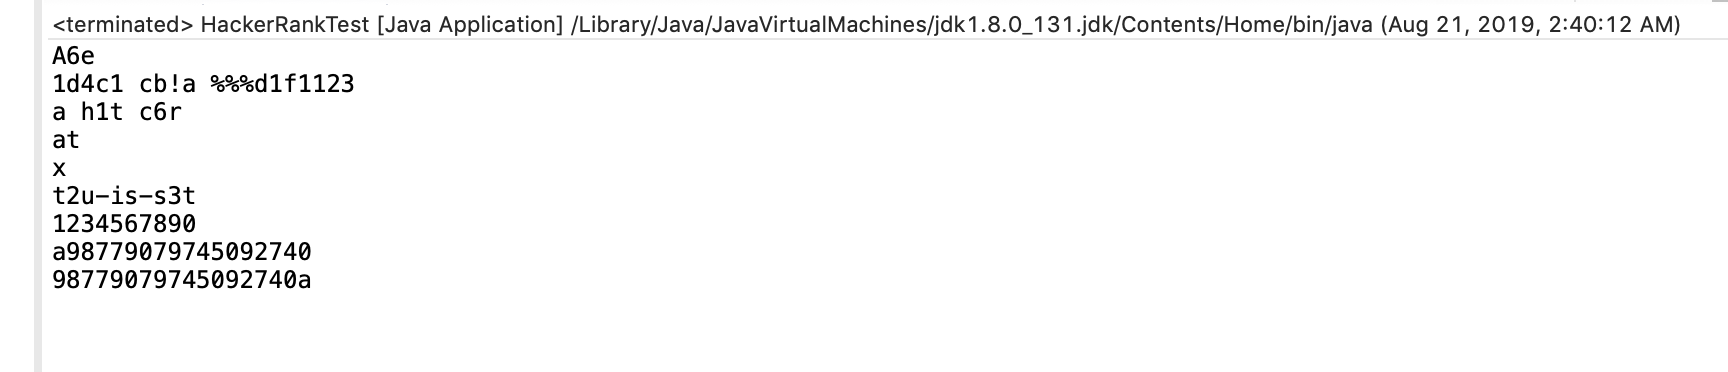 <terminated> HackerRankTest [Java Application] /Library/Java/JavaVirtualMachines/jdk1.8.0_131.jdk/Contents/Home/bin/java (Aug 21, 2019, 2:40:12 AM)
A6e
1d4c1 cb!a %%%d1f1123
a h1t c6r
at
x
t2u-is-s3t
1234567890
a98779079745092740
98779079745092740a